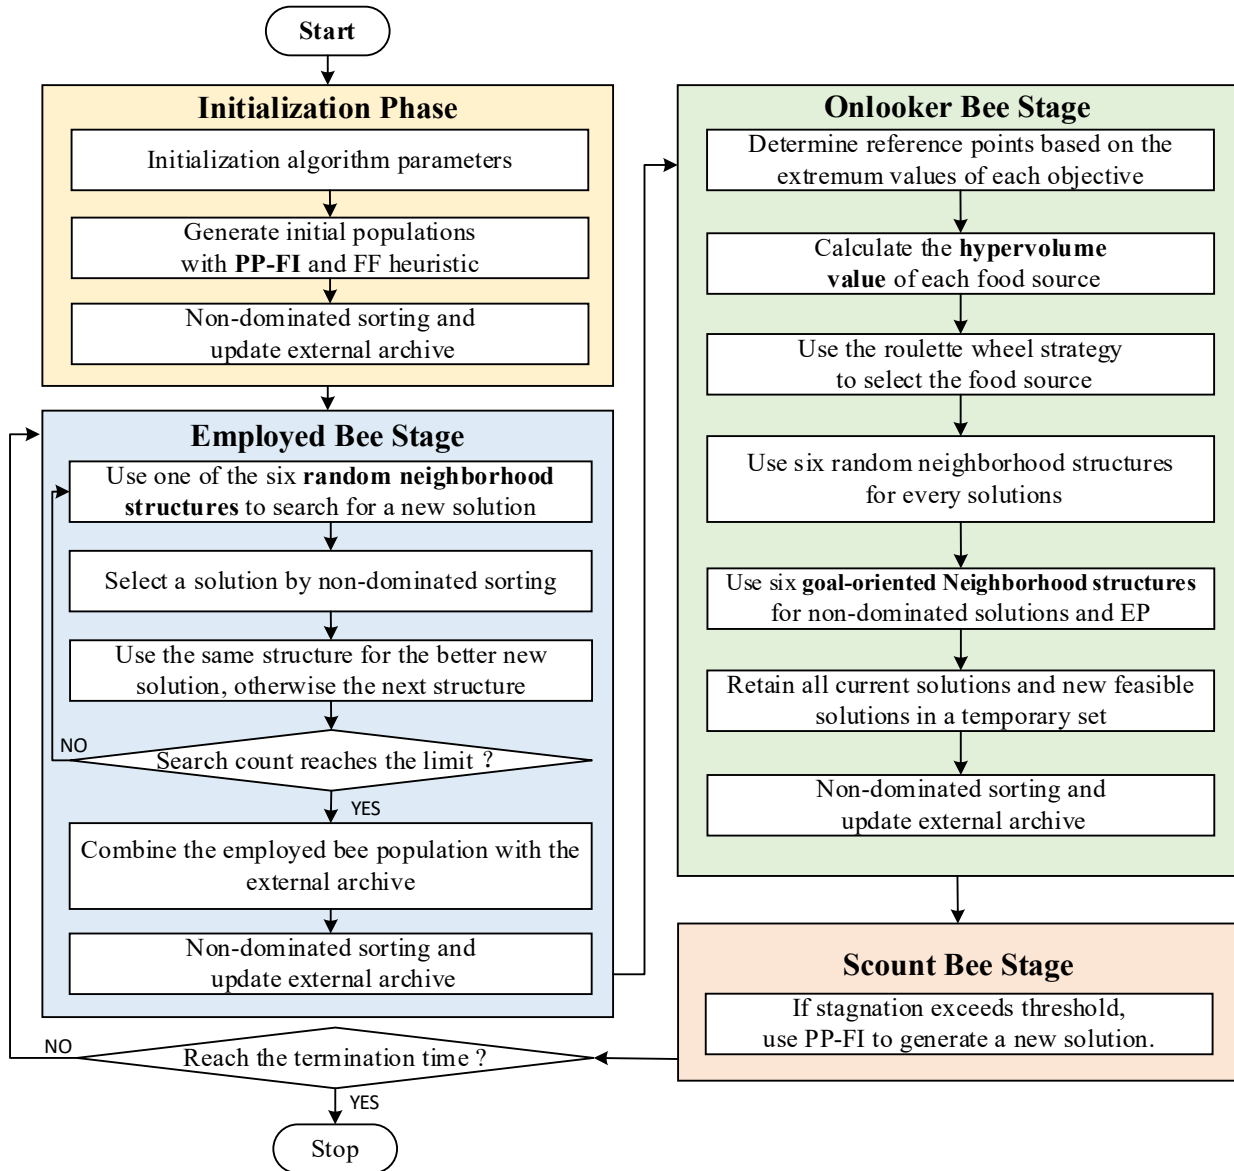 Start
Initialization Phase
Initialization algorithm parameters
Generate initial populations
with PP-FI and FF heuristic
Non-dominated sorting and
update external archive
Employed Bee Stage
Use one of the six random neighborhood
structures to search for a new solution
Select a solution by non-dominated sorting
Use the same structure for the better new
solution, otherwise the next structure
NO
Search count reaches the limit ?
YES
Combine the employed bee population with the
external archive
Non-dominated sorting and
update external archive
Onlooker Bee Stage
Determine reference points based on the
extremum values of each objective
Calculate the hypervolume
value of each food source
Use the roulette wheel strategy
to select the food source
Use six random neighborhood structures
for every solutions
Use six goal-oriented Neighborhood structures
for non-dominated solutions and EP
Retain all current solutions and new feasible
solutions in a temporary set
Non-dominated sorting and
update external archive
Scount Bee Stage
If stagnation exceeds threshold,
use PP-FI to generate a new solution.
NO
Reach the termination time ?
YES
Stop